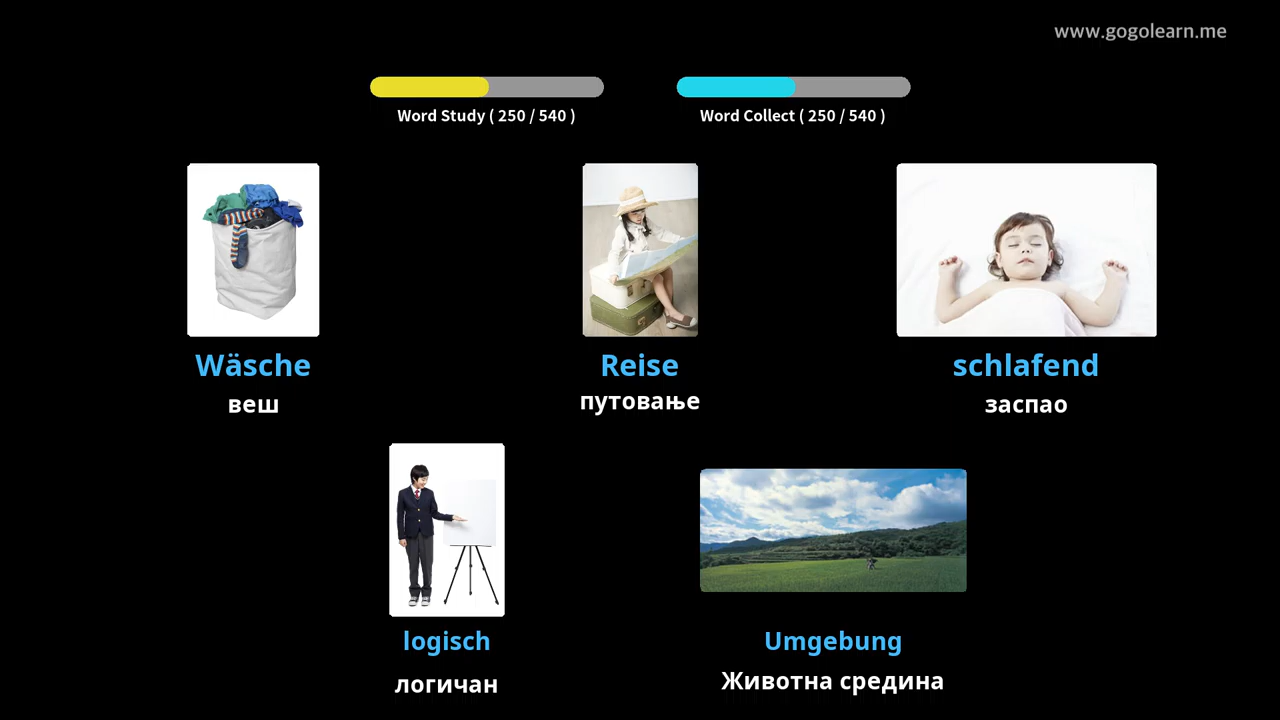 www.gogolearn.me
Word Study ( 250 / 540 )
Word Collect ( 250 / 540 )
Wäsche
веш
Reise
путовање
schlafend
заспао
logisch
логичан
Umgebung
Животна средина